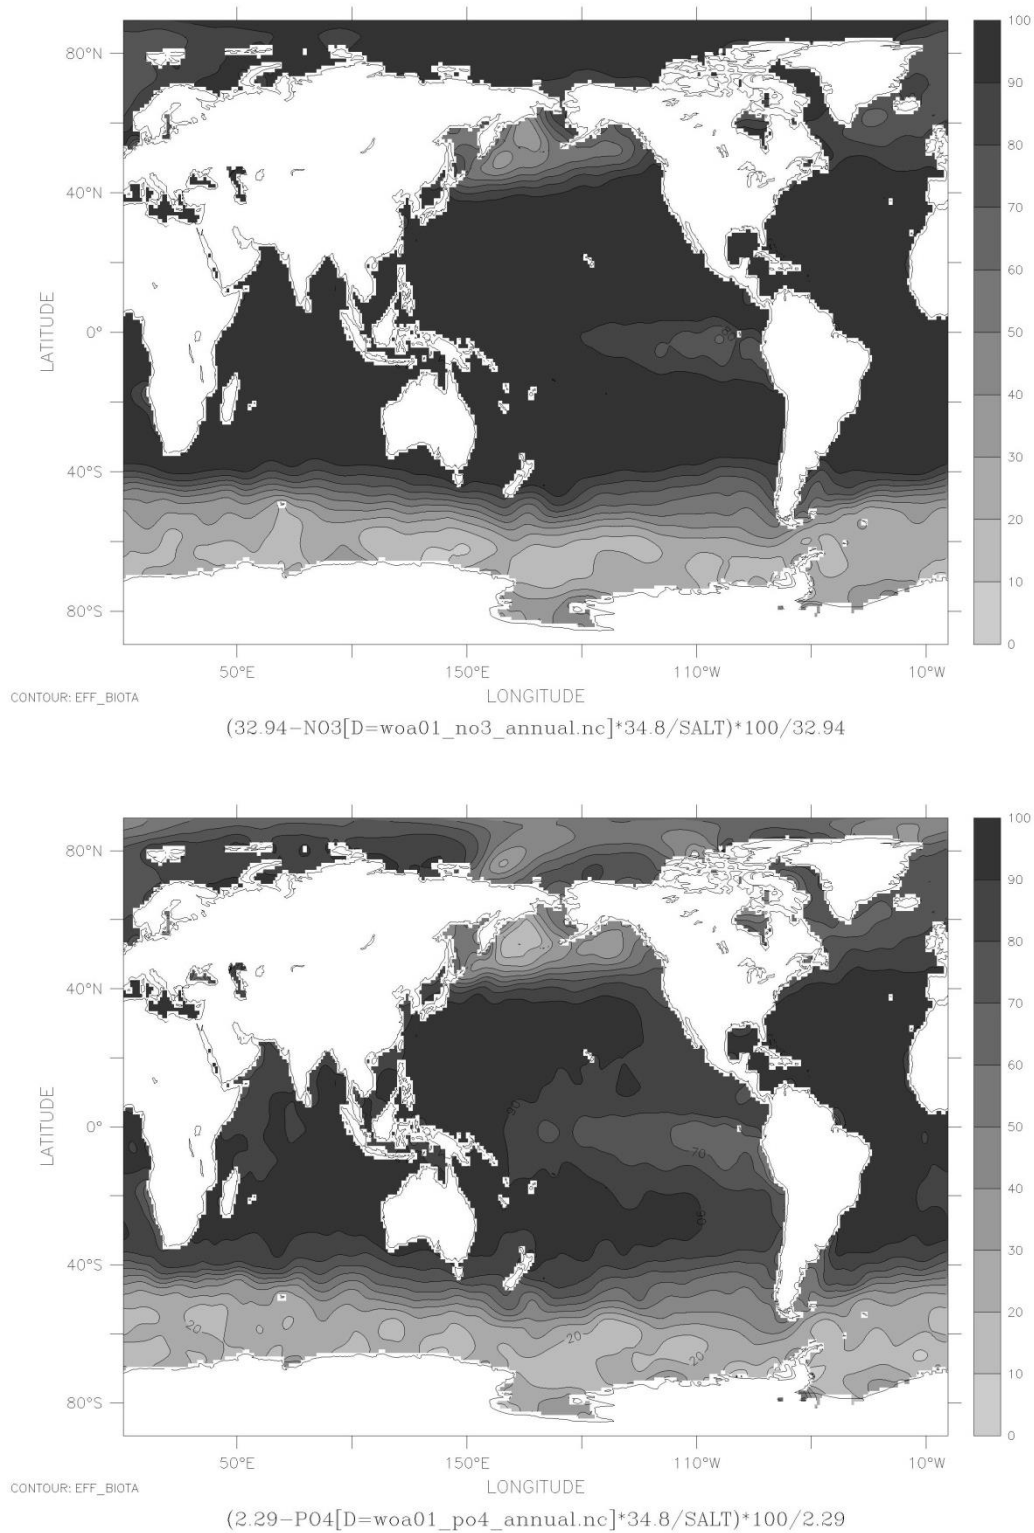 80°N
40°N
0°
40°S
80°S
LATITUDE
50°E
150°E
110°W
10°W
LONGITUDE
100
90
80
70
60
50
40
30
20
10
0
CONTOUR: EFF_BIOTA
(32.94-NO3[D=woa01_no3_annual.nc]*34.8/SALT)*100/32.94
80°N
40°N
0°
40°S
80°S
LATITUDE
90
70
20
20
20
50°E
150°E
110°W
10°W
LONGITUDE
100
90
80
70
60
50
40
30
20
10
0
CONTOUR: EFF_BIOTA
(2.29-PO4[D=woa01_po4_annual.nc]*34.8/SALT)*100/2.29